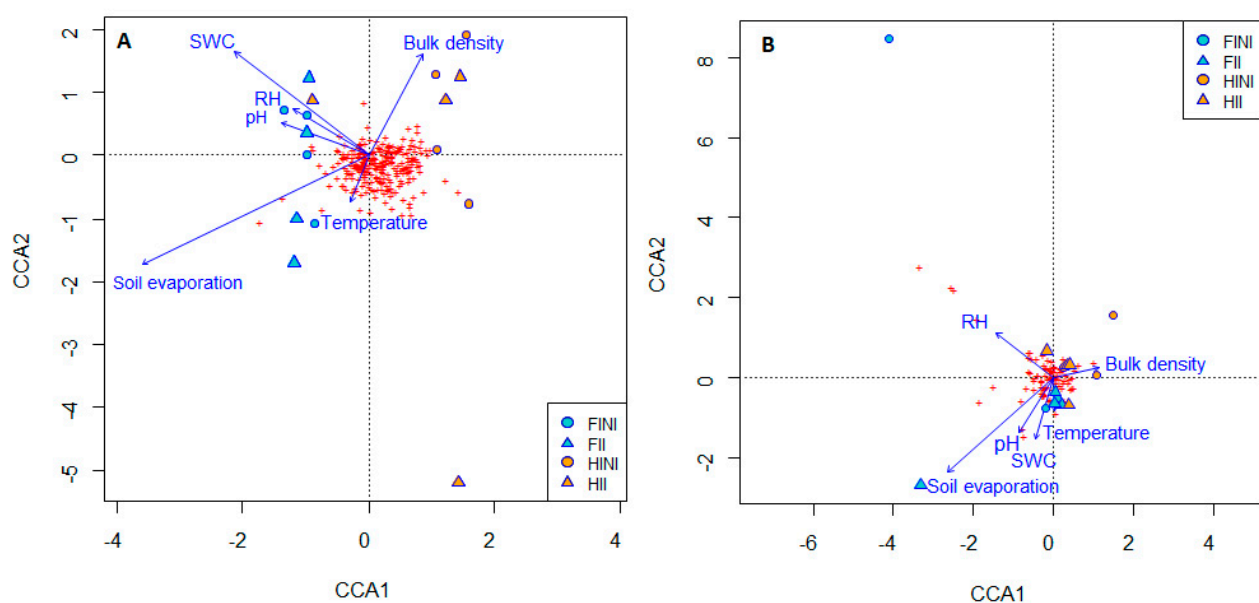 A
SWC
Bulk density
RH
pH
Temperature
Soil evaporation
2
1
0
-1
-2
-3
-4
-5
CCA2
-4
-2
0
2
4
CCA1
FINI
FII
HINI
HII
B
RH
Bulk density
Temperature
pH
SWC
Soil evaporation
8
6
4
2
0
-2
CCA2
-6
-4
-2
0
2
4
CCA1
FINI
FII
HINI
HII